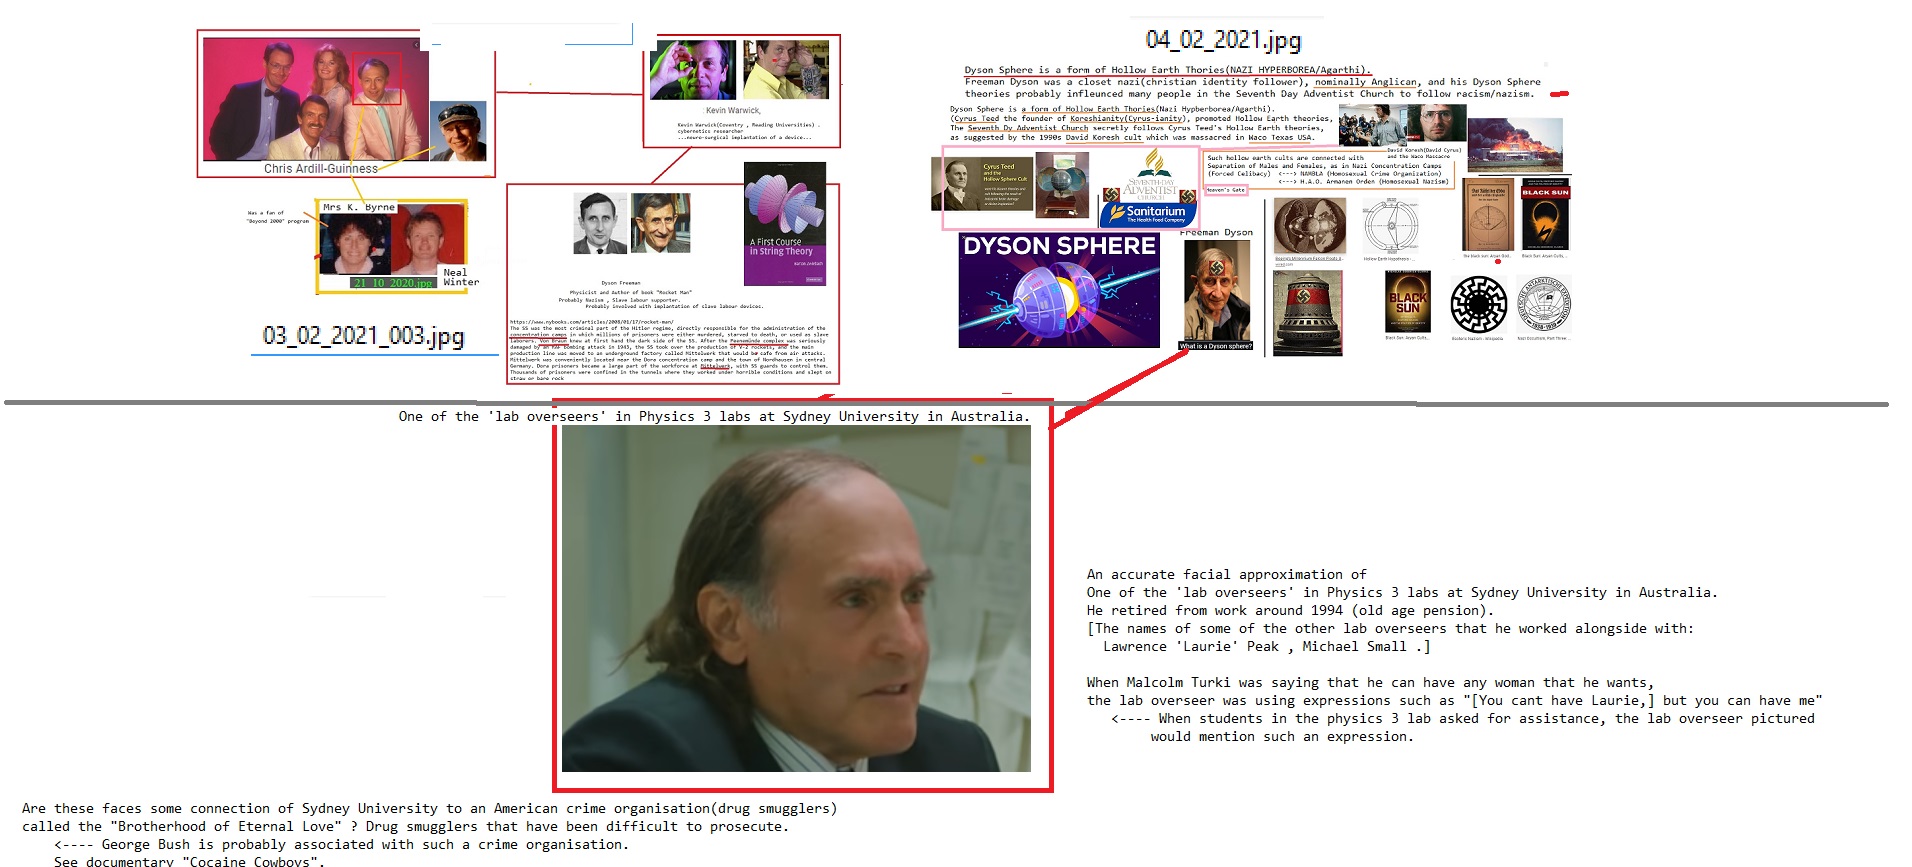 04_02_2021.jpg
Dyson Sphere is a form of Hollow Earth Thories(NAZI HYPERBOREA/Agarthi).
Freeman Dyson was a closet nazi(christian identity follower), nominally Anglican, and his Dyson Sphere
theories probably infleunced many people in the Seventh Day Adventist Church to follow racism/nazism.
Dyson Sphere is a form of Hollow Earth Thories(Nazi Hypberborea/Agarthi).
(Cyrus Teed the founder of Koreshianity(Cyrus-ianity), promoted Hollow Earth theories,
The Seventh Dy Adventist Church secretly follows Cyrus Teed's Hollow Earth theories,
as suggested by the 1990s David Koresh cult which was massacred in Waco Texas USA.
David Koresh(David Cyrus)
and the Waco Massacre
Such hollow earth cults are connected with
Separation of Males and Females, as in Nazi Concentration Camps
(Forced Celibacy) <---> NAMBLA (Homosexual Crime Organization)
<---> H.A.O. Armanen Orden (Homosexual Nazism)
Heaven's Gate
Cyrus Teed
and the
Hollow Sphere Cult
SEVENTH-DAY
ADVENTIST
CHURCH
Sanitarium
The Health Food Company
DYSON SPHERE
Freeman Dyson
What is a Dyson sphere?
BLACK SUN
BLACK
SUN
Chris Ardill-Guinness
Mrs K. Byrne
Was a fan of
"Beyond 2000" program
Neal
Winter
21_10_2020.jpg
03_02_2021_003.jpg
Kevin Warwick,
Kevin Warwick(Coventry , Reading Universities) .
cybernetics researcher
...neuro-surgical implantation of a device...
A First Course
in String Theory
Dyson Freeman
Physicist and Author of book "Rocket Man"
Probably Nazism , Slave labour supporter.
Probably involved with implantation of slave labour devices.
https://www.nybooks.com/articles/2008/01/17/rocket-man/
The SS was the most criminal part of the Hitler regime, directly responsible for the administration of the
concentration camps in which millions of prisoners were either murdered, starved to death, or used as slave
laborers. Von Braun knew at first hand the dark side of the SS. After the Peenemünde complex was seriously
damaged by an RAF bombing attack in 1943, the SS took over the production of V-2 rockets, and the main
production line was moved to an underground factory called Mittelwerk that would be safe from air attacks.
Mittelwerk was conveniently located near the Dora concentration camp and the town of Nordhausen in central
Germany. Dora prisoners became a large part of the workforce at Mittelwerk, with SS guards to control them.
Thousands of prisoners were confined in the tunnels where they worked under horrible conditions and slept on
straw or bare rock
One of the 'lab overseers' in Physics 3 labs at Sydney University in Australia.
An accurate facial approximation of
One of the 'lab overseers' in Physics 3 labs at Sydney University in Australia.
He retired from work around 1994 (old age pension).
[The names of some of the other lab overseers that he worked alongside with:
Lawrence 'Laurie' Peak , Michael Small .]
When Malcolm Turki was saying that he can have any woman that he wants,
the lab overseer was using expressions such as "[You cant have Laurie,] but you can have me"
<---- When students in the physics 3 lab asked for assistance, the lab overseer pictured
would mention such an expression.
Are these faces some connection of Sydney University to an American crime organisation(drug smugglers)
called the "Brotherhood of Eternal Love" ? Drug smugglers that have been difficult to prosecute.
<---- George Bush is probably associated with such a crime organisation.
See documentary "Cocaine Cowboys".